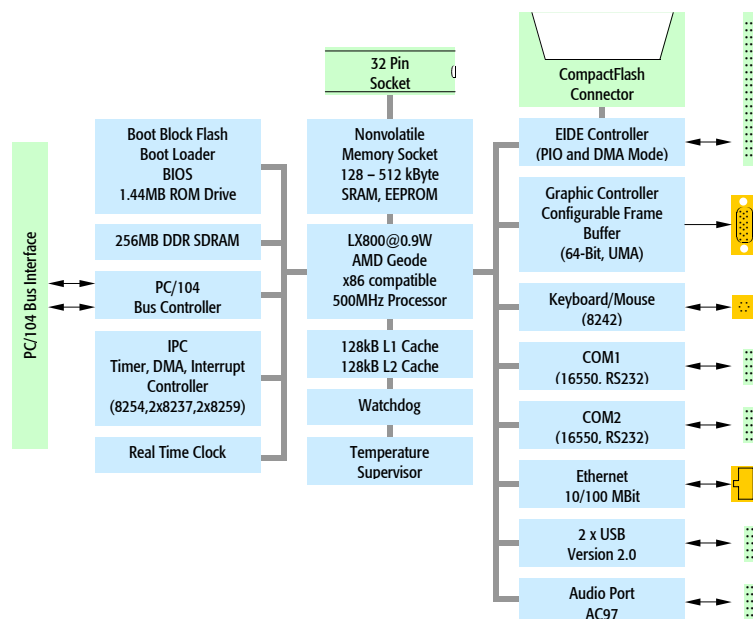 32 Pin
Socket
CompactFlash
Connector
PC/104 Bus Interface
Boot Block Flash
Boot Loader
BIOS
1.44MB ROM Drive
256MB DDR SDRAM
PC/104
Bus Controller
IPC
Timer, DMA, Interrupt
Controller
(8254,2x8237,2x8259)
Real Time Clock
Nonvolatile
Memory Socket
128 – 512 kByte
SRAM, EEPROM
LX800@0.9W
AMD Geode
x86 compatible
500MHz Processor
128kB L1 Cache
128kB L2 Cache
Watchdog
Temperature
Supervisor
EIDE Controller
(PIO and DMA Mode)
Graphic Controller
Configurable Frame
Buffer
(64-Bit, UMA)
Keyboard/Mouse
(8242)
COM1
(16550. RS232)
COM2
(16550, RS232)
Ethernet
10/100 MBit
2 x USB
Version 2.0
Audio Port
AC97